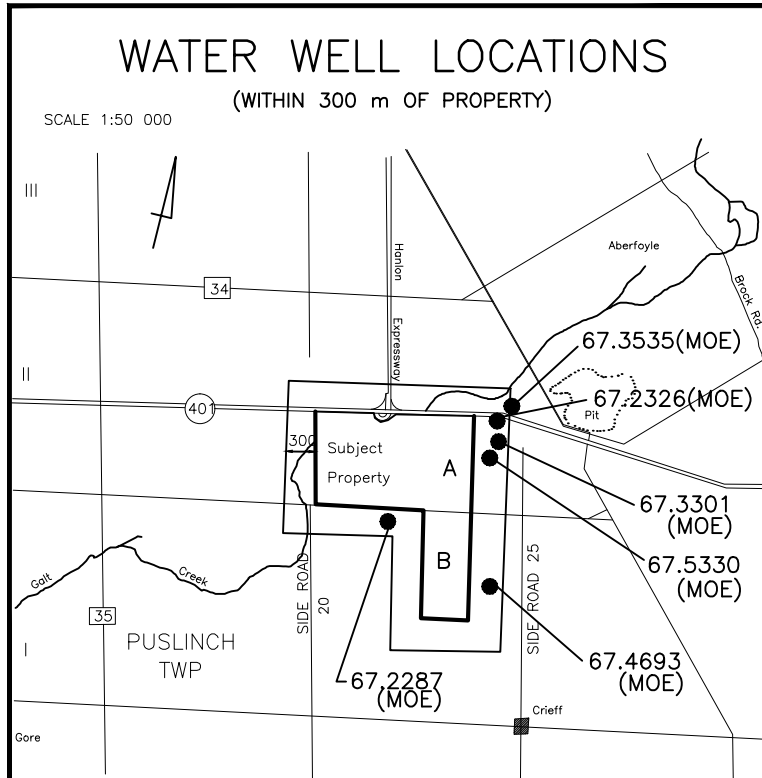 WATER WELL LOCATIONS
(WITHIN 300 m OF PROPERTY)
SCALE 1:50 000
III
Hanlon
Expressway
Aberfoyle
Brock Rd.
34
67.3535(MOE)
II
67.2326(MOE)
Pit
401
300
Subject
Property
A
67.3301
(MOE)
67.5330
(MOE)
B
Galt
Creek
SIDE ROAD
20
SIDE ROAD 25
35
PUSLINCH
TWP
I
67.4693
(MOE)
67.2287
(MOE)
Crieff
Gore